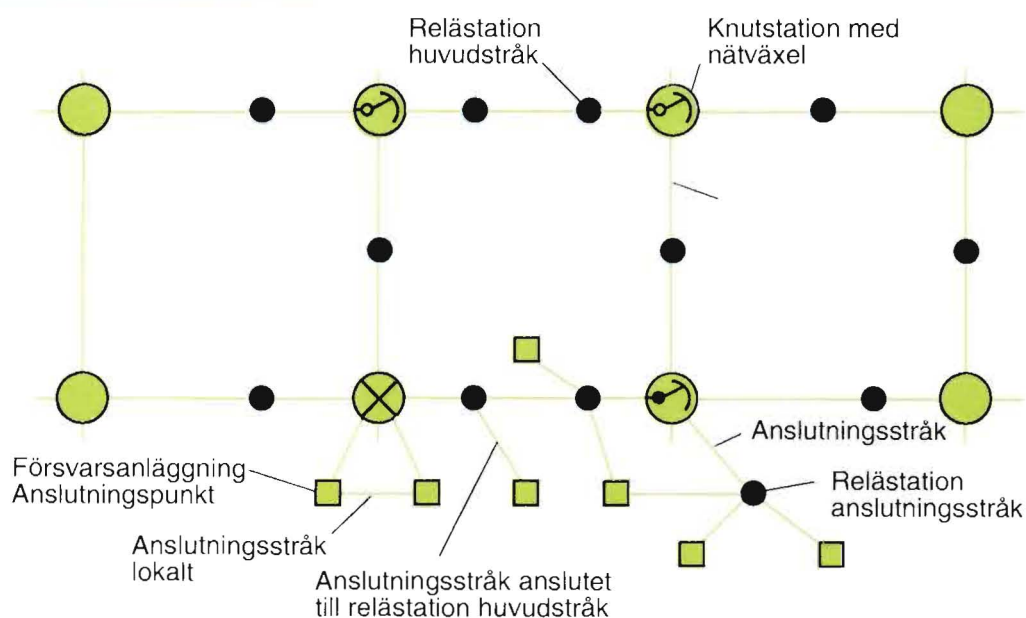 Relästation
huvudstråk
Knutstation med
nätväxel
Anslutningsstråk
Försvarsanläggning
Anslutningspunkt
Relästation
anslutningsstråk
Anslutningsstråk
lokalt
Anslutningsstråk anslutet
till relästation huvudstråk